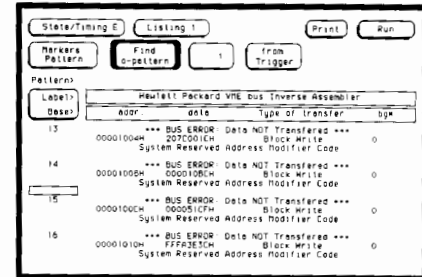 State/Timing E Listing 1 Print Run
Markers Pattern Find o-pattern 1 from Trigger
Pattern>
Label> Hewlett Packard VME bus Inverse Assembler
Base> addr. data Type of transfer bg*
13 *** BUS ERROR: Data NOT Transfered ***
00001004H 207C001CH Block Write 0
System Reserved Address Modifier Code
14 *** BUS ERROR: Data NOT Transfered ***
00001008H 000010BCH Block Write 0
System Reserved Address Modifier Code
15 *** BUS ERROR: Data NOT Transfered ***
0000100CH 000051CFH Block Write 0
System Reserved Address Modifier Code
16 *** BUS ERROR: Data NOT Transfered ***
00001010H FFFA3E3CH Block Write 0
System Reserved Address Modifier Code